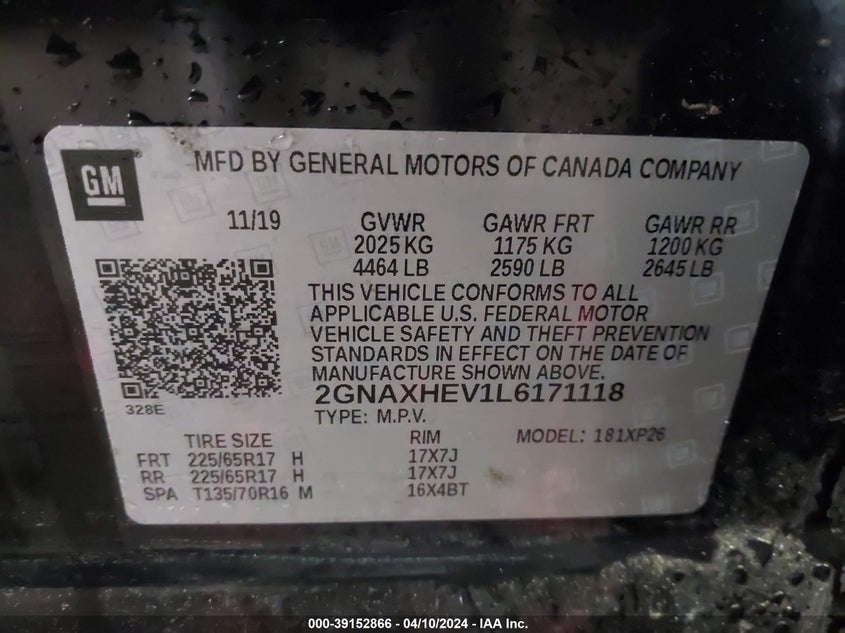 GM
MFD BY GENERAL MOTORS OF CANADA COMPANY
11/19 GVWR GAWR FRT GAWR RR
2025 KG 1175 KG 1200 KG
4464 LB 2590 LB 2645 LB
THIS VEHICLE CONFORMS TO ALL
APPLICABLE U.S. FEDERAL MOTOR
VEHICLE SAFETY AND THEFT PREVENTION
STANDARDS IN EFFECT ON THE DATE OF
MANUFACTURE SHOWN ABOVE.
328E 2GNAXHEV1L6171118
TYPE: M.P.V.
TIRE SIZE RIM MODEL: 181XP26
FRT 225/65R17 H 17X7J
RR 225/65R17 H 17X7J
SPA T135/70R16 M 16X4BT
000-39152866 - 04/10/2024 - IAA Inc.